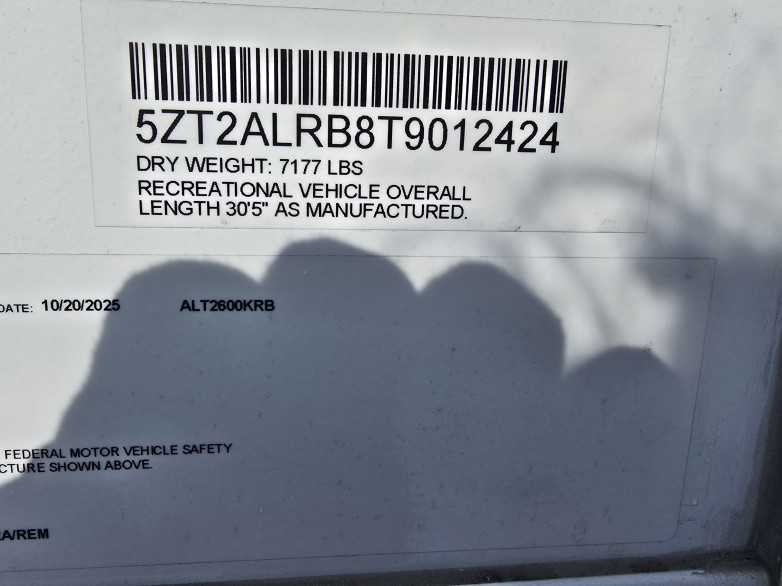 5ZT2ALRB8T9012424
DRY WEIGHT: 7177 LBS
RECREATIONAL VEHICLE OVERALL
LENGTH 30'5" AS MANUFACTURED.
DATE: 10/20/2025 ALT2600KRB
FEDERAL MOTOR VEHICLE SAFETY
CTURE SHOWN ABOVE.
A/REM